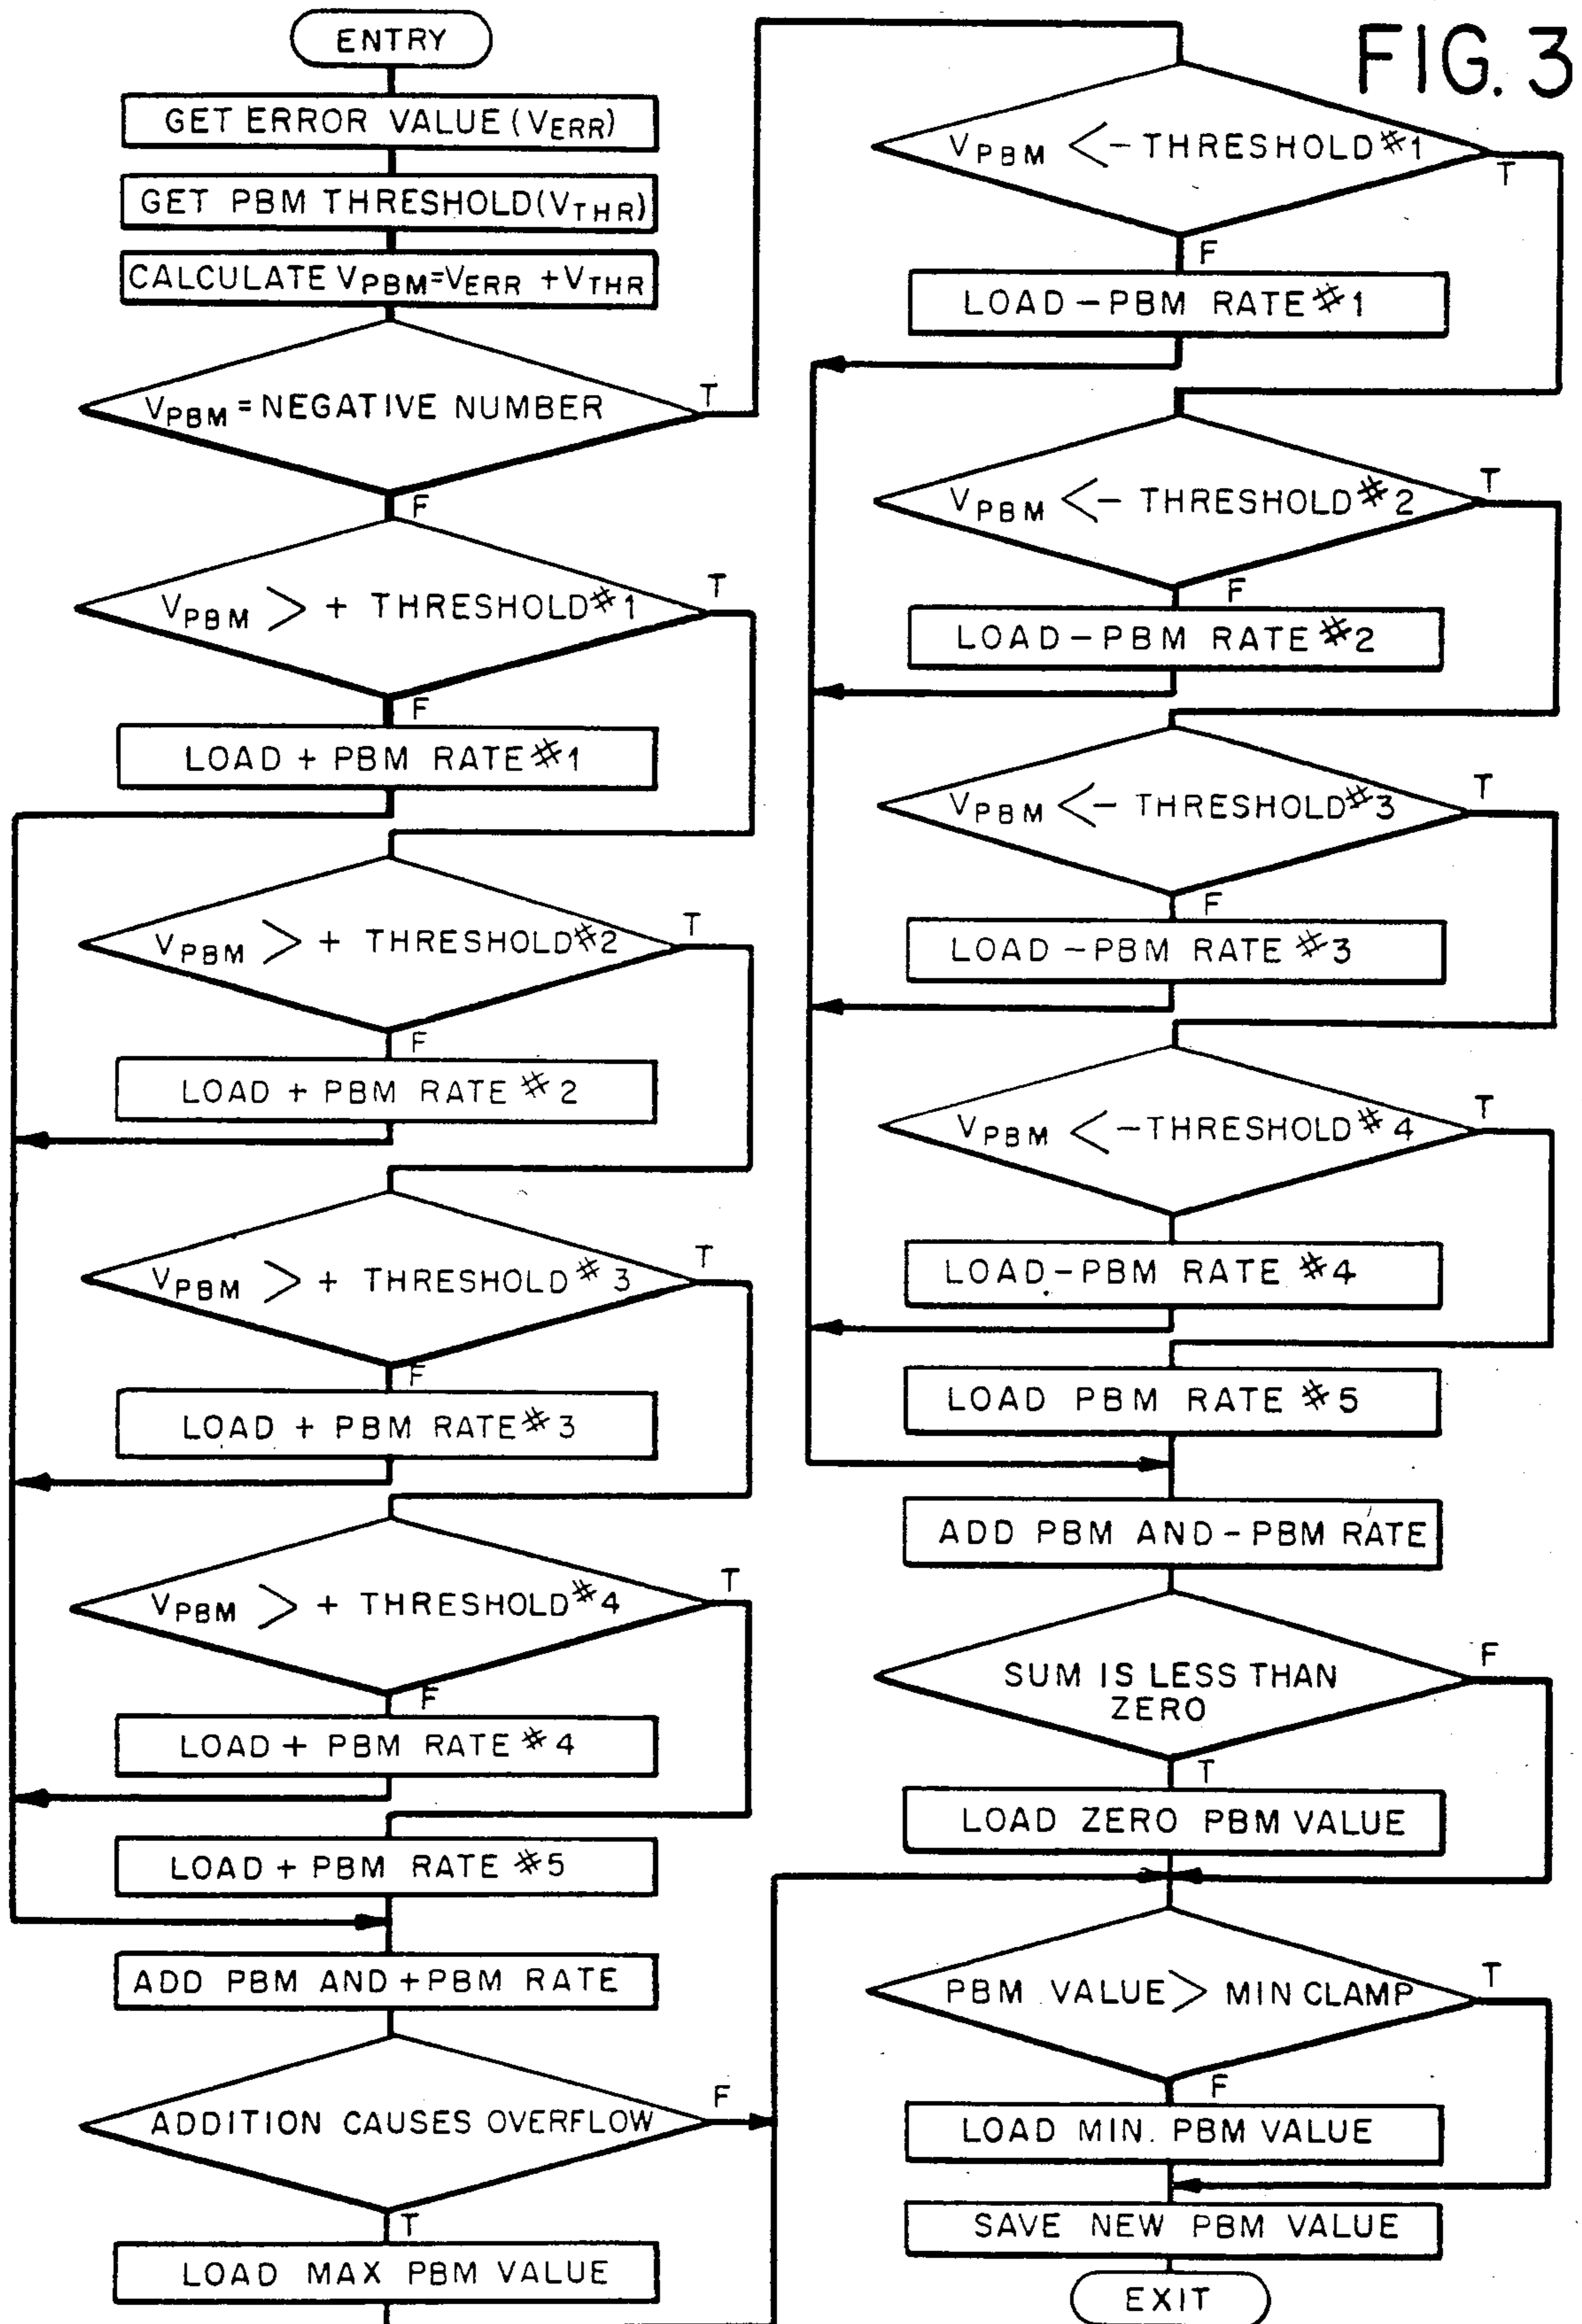 FIG. 3
ENTRY
GET ERROR VALUE (VERR)
GET PBM THRESHOLD(VTHR)
CALCULATE VPBM=VERR +VTHR
VPBM = NEGATIVE NUMBER
T
F
VPBM > + THRESHOLD #1
T
F
LOAD + PBM RATE #1
VPBM > + THRESHOLD #2
T
F
LOAD + PBM RATE #2
VPBM > + THRESHOLD #3
T
F
LOAD + PBM RATE #3
VPBM > + THRESHOLD #4
T
F
LOAD + PBM RATE #4
LOAD + PBM RATE #5
ADD PBM AND +PBM RATE
ADDITION CAUSES OVERFLOW
F
T
LOAD MAX PBM VALUE
VPBM < - THRESHOLD #1
T
F
LOAD - PBM RATE #1
VPBM < - THRESHOLD #2
T
F
LOAD - PBM RATE #2
VPBM < - THRESHOLD #3
T
F
LOAD - PBM RATE #3
VPBM < - THRESHOLD #4
T
LOAD - PBM RATE #4
LOAD PBM RATE #5
ADD PBM AND - PBM RATE
SUM IS LESS THAN
ZERO
F
T
LOAD ZERO PBM VALUE
PBM VALUE > MIN CLAMP
T
F
LOAD MIN. PBM VALUE
SAVE NEW PBM VALUE
EXIT